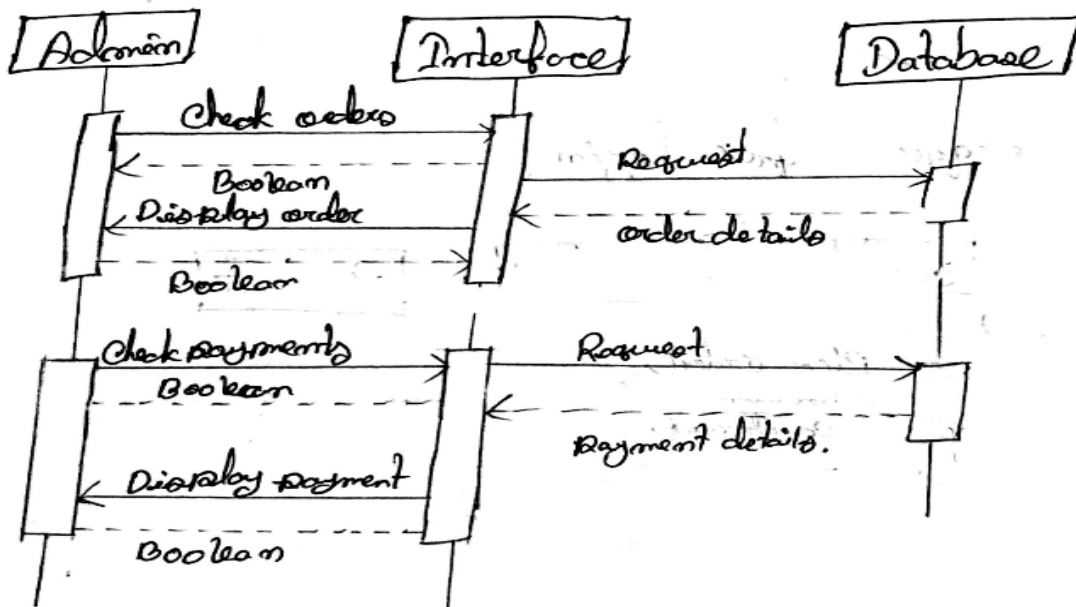 Admin
Interface
Database
Check orders
Boolean
Request
Display order
order details
Boolean
Check payments
Request
Boolean
payment details.
Display payment
Boolean